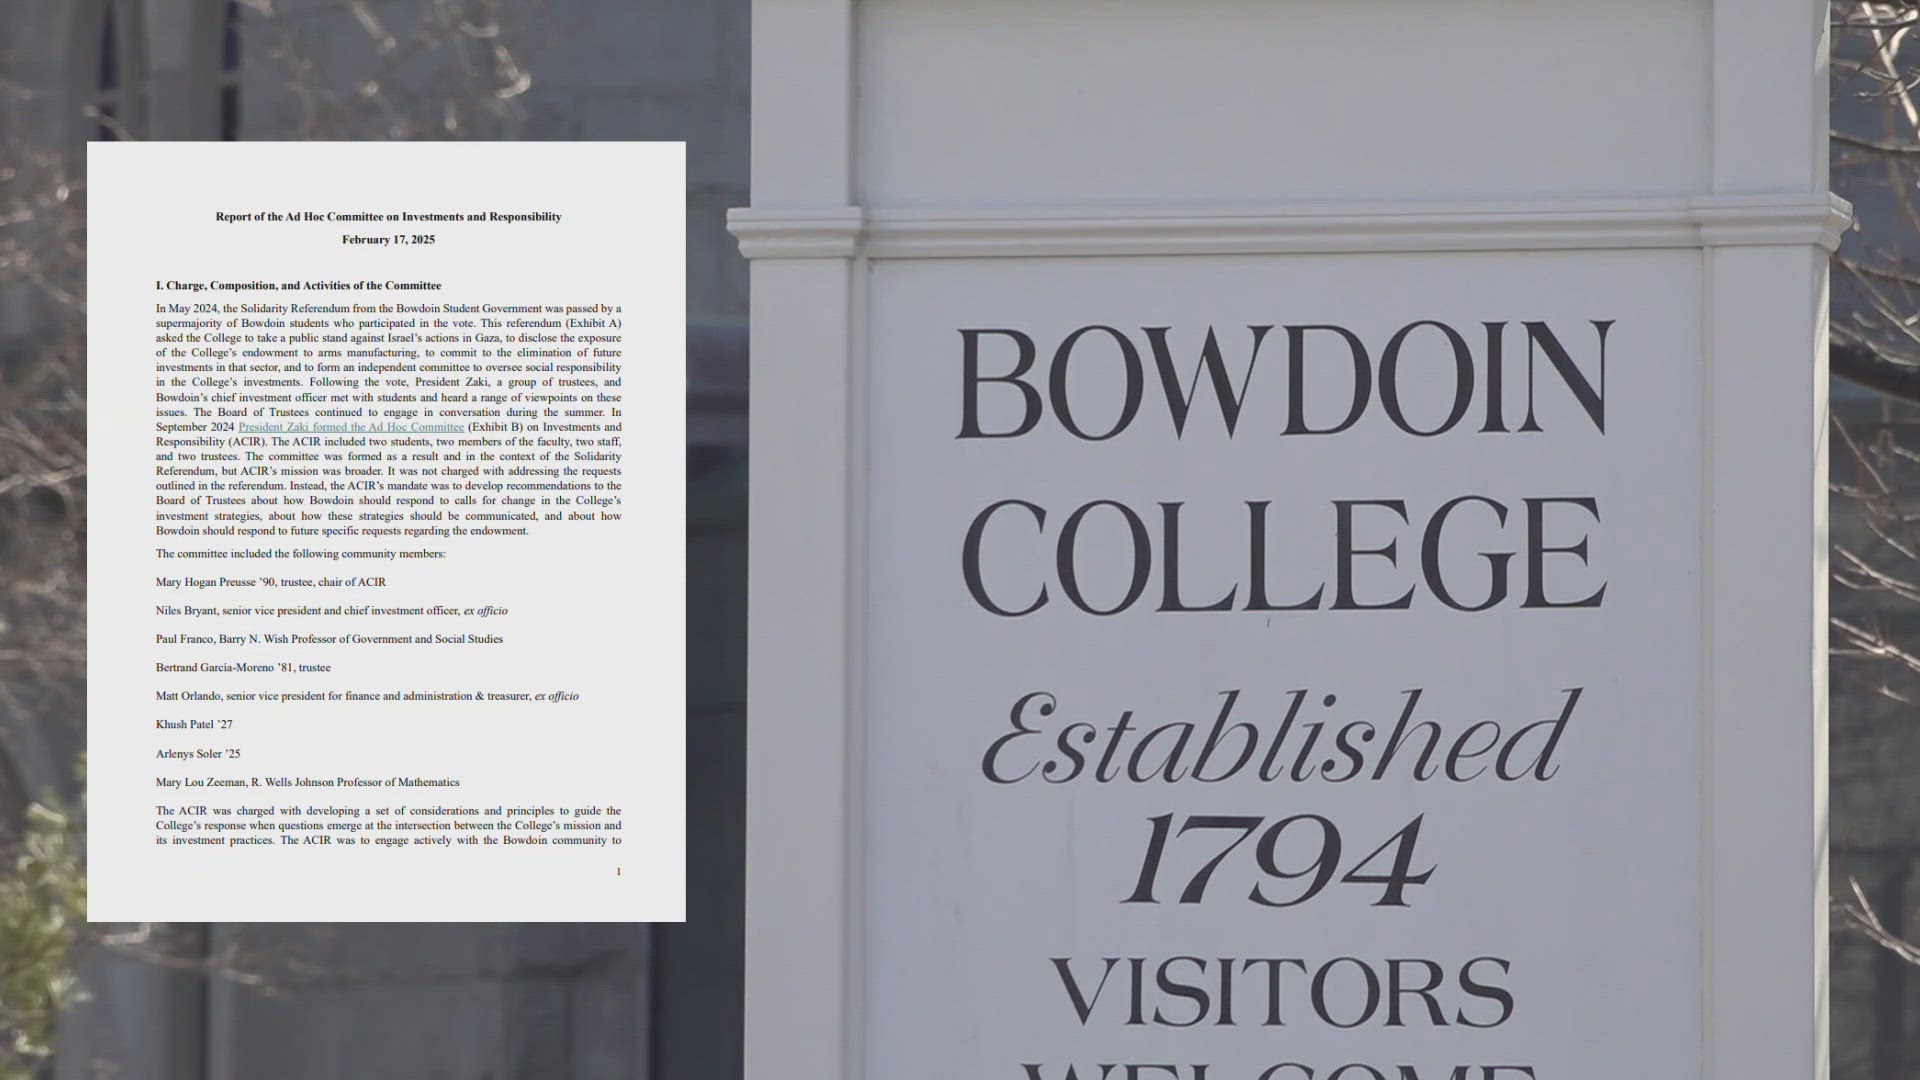 Report of the Ad Hoc Committee on Investments and Responsibility
February 17, 2025
I. Charge, Composition, and Activities of the Committee
In May 2024, the Solidarity Referendum from the Bowdoin Student Government was passed by a
supermajority of Bowdoin students who participated in the vote. This referendum (Exhibit A)
asked the College to take a public stand against Israel's actions in Gaza, to disclose the exposure
of the College's endowment to arms manufacturing, to commit to the elimination of future
investments in that sector, and to form an independent committee to oversee social responsibility
in the College's investments. Following the vote, President Zaki, a group of trustees, and
Bowdoin's chief investment officer met with students and heard a range of viewpoints on these
issues. The Board of Trustees continued to engage in conversation during the summer. In
September 2024 President Zaki formed the Ad Hoc Committee (Exhibit B) on Investments and
Responsibility (ACIR). The ACIR included two students, two members of the faculty, two staff,
and two trustees. The committee was formed as a result and in the context of the Solidarity
Referendum, but ACIR's mission was broader. It was not charged with addressing the requests
outlined in the referendum. Instead, the ACIR's mandate was to develop recommendations to the
Board of Trustees about how Bowdoin should respond to calls for change in the College's
investment strategies, about how these strategies should be communicated, and about how
Bowdoin should respond to future specific requests regarding the endowment.
The committee included the following community members:
Mary Hogan Preusse '90, trustee, chair of ACIR
Niles Bryant, senior vice president and chief investment officer, ex officio
Paul Franco, Barry N. Wish Professor of Government and Social Studies
Bertrand García-Moreno '81, trustee
Matt Orlando, senior vice president for finance and administration & treasurer, ex officio
Khush Patel '27
Arlenys Soler '25
Mary Lou Zeeman, R. Wells Johnson Professor of Mathematics
The ACIR was charged with developing a set of considerations and principles to guide the
College's response when questions emerge at the intersection between the College's mission and
its investment practices. The ACIR was to engage actively with the Bowdoin community to
1
BOWDOIN
COLLEGE
Established
1794
VISITORS
WELCOME